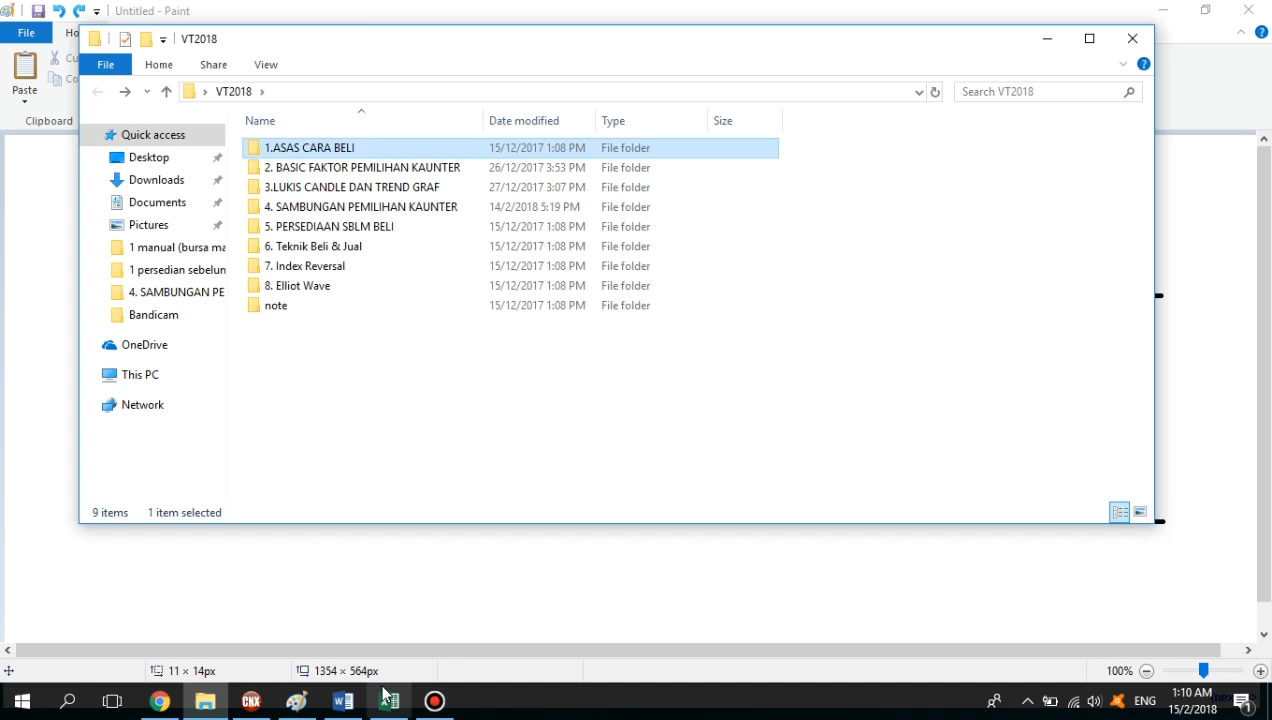 Untitled - Paint
File Ho
Paste Cu
Co
Clipboard
VT2018
File Home Share View
VT2018
Search VT2018
Name Date modified Type Size
Quick access
Desktop
Downloads
Documents
Pictures
1 manual (bursa ma
1 persedian sebelun
4. SAMBUNGAN PE
Bandicam
OneDrive
This PC
Network
1.ASAS CARA BELI 15/12/2017 1:08 PM File folder
2. BASIC FAKTOR PEMILIHAN KAUNTER 26/12/2017 3:53 PM File folder
3.LUKIS CANDLE DAN TREND GRAF 27/12/2017 3:07 PM File folder
4. SAMBUNGAN PEMILIHAN KAUNTER 14/2/2018 5:19 PM File folder
5. PERSEDIAAN SBLM BELI 15/12/2017 1:08 PM File folder
6. Teknik Beli & Jual 15/12/2017 1:08 PM File folder
7. Index Reversal 15/12/2017 1:08 PM File folder
8. Elliot Wave 15/12/2017 1:08 PM File folder
note 15/12/2017 1:08 PM File folder
9 items 1 item selected
11 × 14px 1354 × 564px 100%
CNX
ENG
1:10 AM
15/2/2018
1